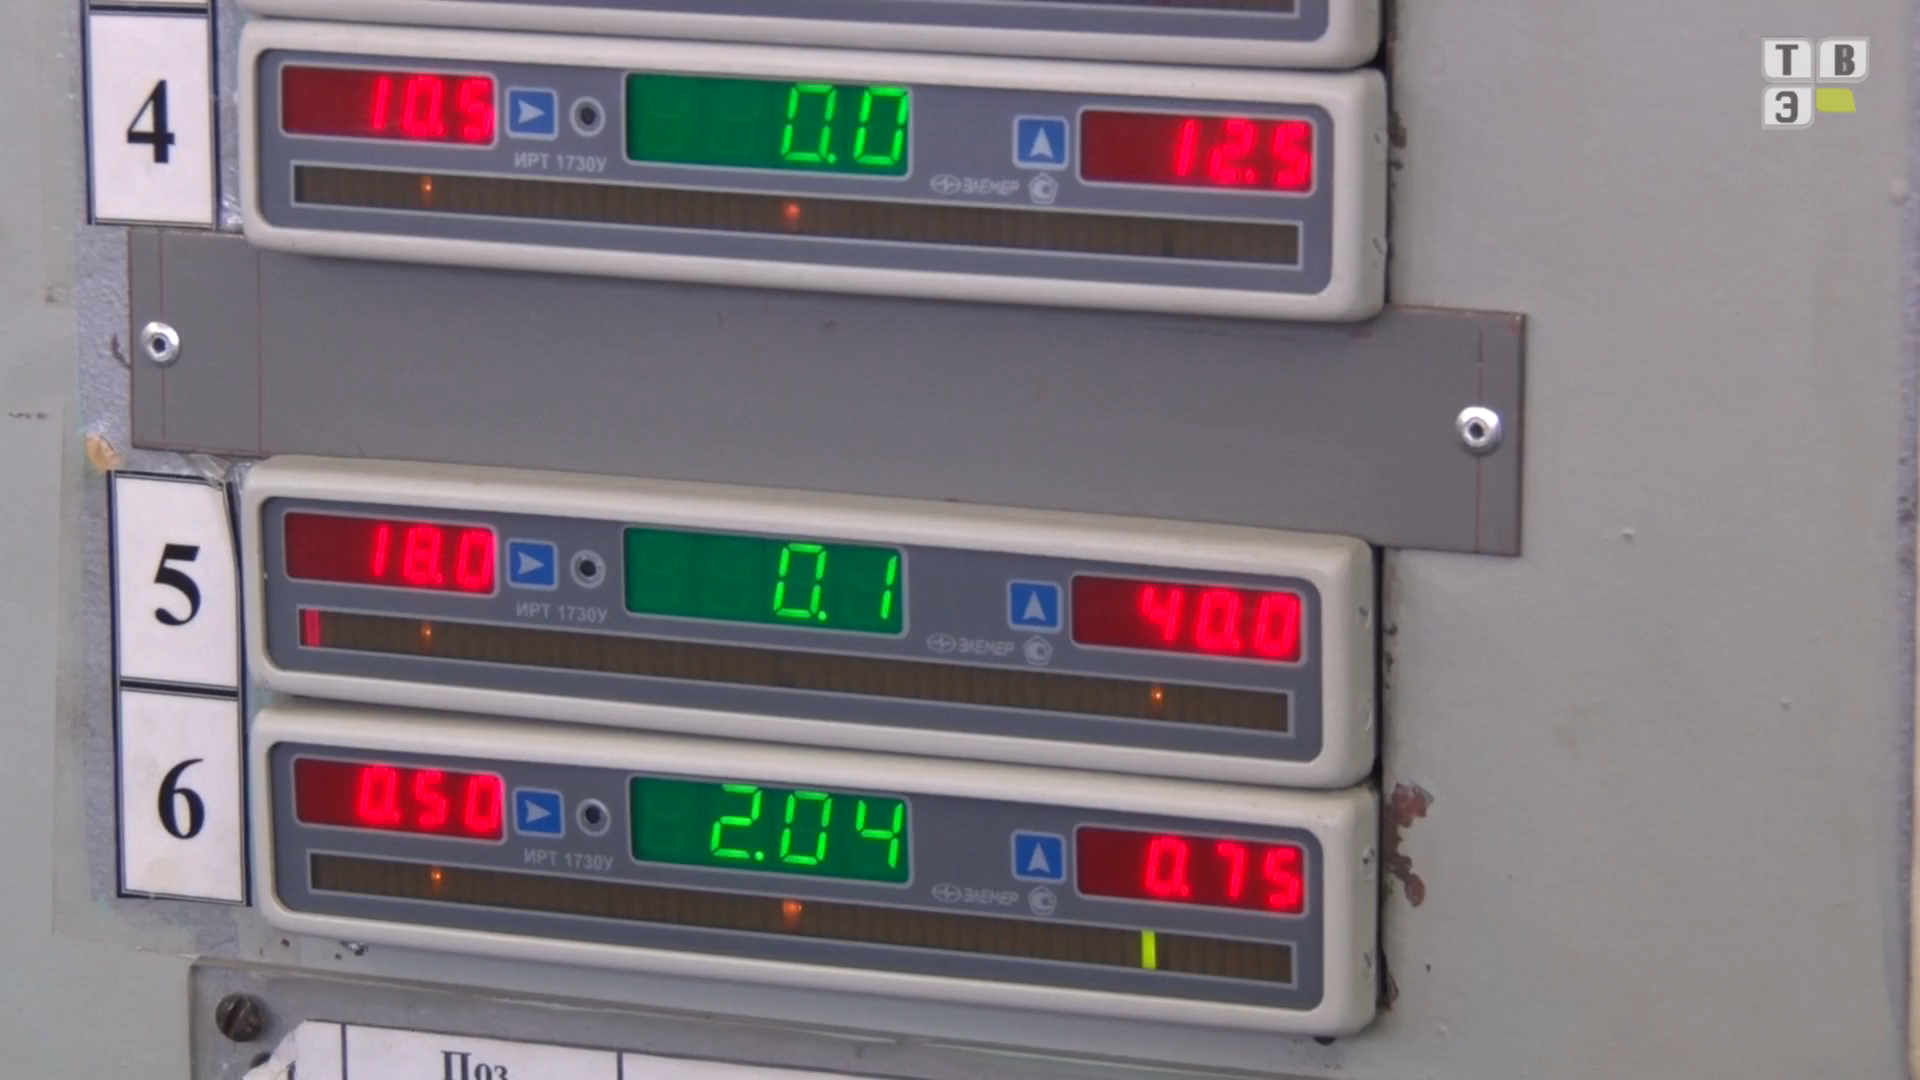 ТВ
3
4
10.5 0.0 12.5
ИРТ 1730У ЭЛЕМЕР
5
18.0 0.1 40.0
ИРТ 1730У ЭЛЕМЕР
6
0.50 2.04 0.75
ИРТ 1730У ЭЛЕМЕР
Поз